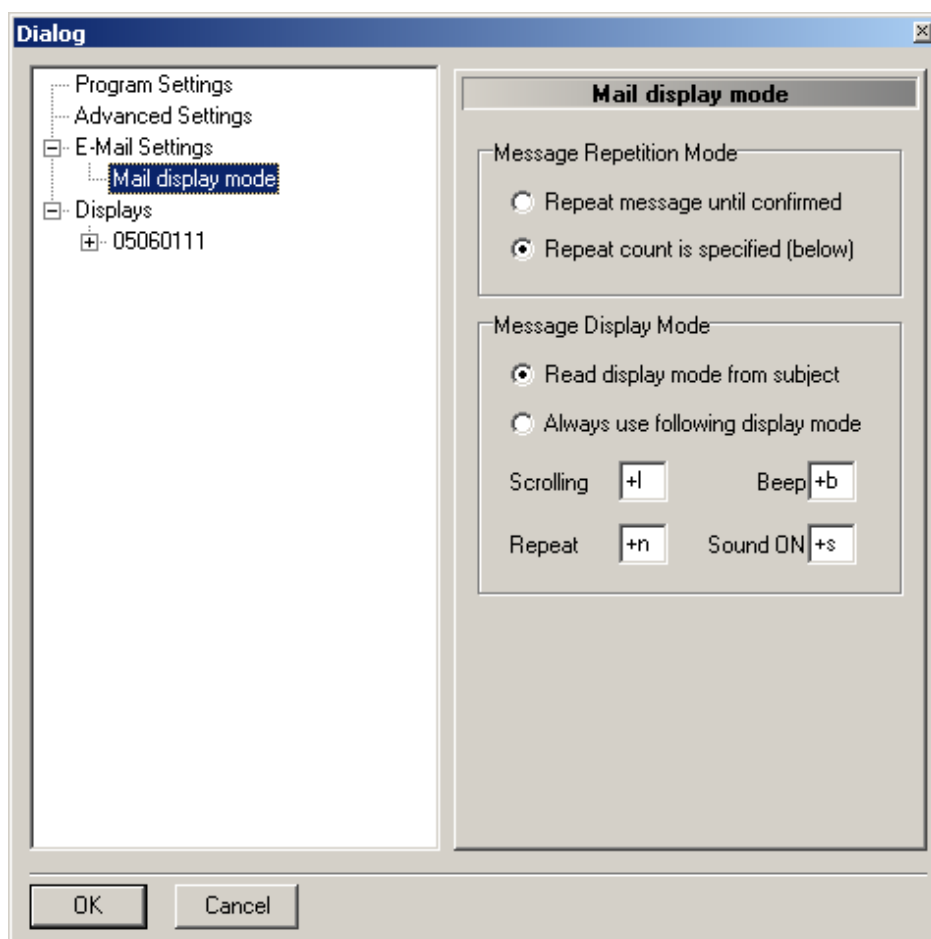 Dialog
Program Settings
Advanced Settings
E-Mail Settings
Mail display mode
Displays
05060111
Mail display mode
Message Repetition Mode
Repeat message until confirmed
Repeat count is specified (below)
Message Display Mode
Read display mode from subject
Always use following display mode
Scrolling +l Beep +b
Repeat +n Sound ON +s
OK Cancel